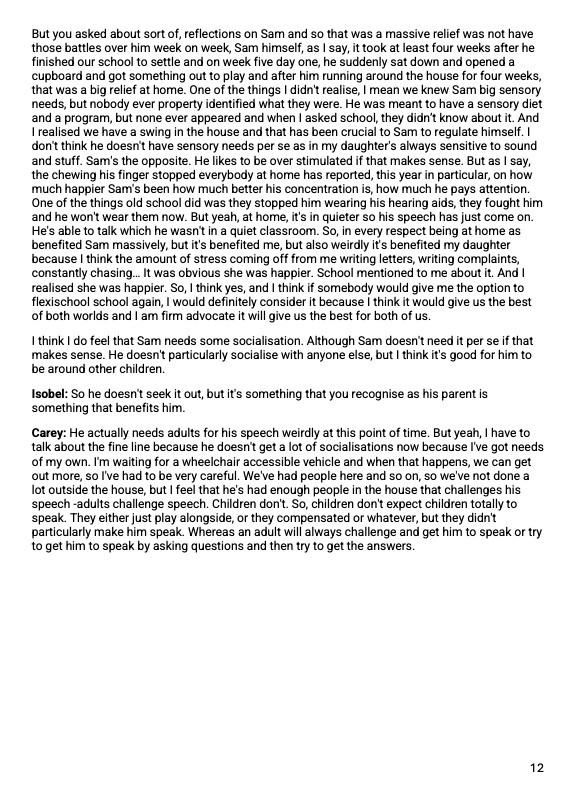 But you asked about sort of, reflections on Sam and so that was a massive relief was not have
those battles over him week on week, Sam himself, as I say, it took at least four weeks after he
finished our school to settle and on week five day one, he suddenly sat down and opened a
cupboard and got something out to play and after him running around the house for four weeks,
that was a big relief at home. One of the things I didn't realise, I mean we knew Sam big sensory
needs, but nobody ever property identified what they were. He was meant to have a sensory diet
and a program, but none ever appeared and when I asked school, they didn't know about it. And
I realised we have a swing in the house and that has been crucial to Sam to regulate himself. I
don't think he doesn't have sensory needs per se as in my daughter's always sensitive to sound
and stuff. Sam's the opposite. He likes to be over stimulated if that makes sense. But as I say,
the chewing his finger stopped everybody at home has reported, this year in particular, on how
much happier Sam's been how much better his concentration is, how much he pays attention.
One of the things old school did was they stopped him wearing his hearing aids, they fought him
and he won't wear them now. But yeah, at home, it's in quieter so his speech has just come on.
He's able to talk which he wasn't in a quiet classroom. So, in every respect being at home as
benefited Sam massively, but it's benefited me, but also weirdly it's benefited my daughter
because I think the amount of stress coming off from me writing letters, writing complaints,
constantly chasing... It was obvious she was happier. School mentioned to me about it. And I
realised she was happier. So, I think yes, and I think if somebody would give me the option to
flexischool school again, I would definitely consider it because I think it would give us the best
of both worlds and I am firm advocate it will give us the best for both of us.
I think I do feel that Sam needs some socialisation. Although Sam doesn't need it per se if that
makes sense. He doesn't particularly socialise with anyone else, but I think it's good for him to
be around other children.
Isobel: So he doesn't seek it out, but it's something that you recognise as his parent is
something that benefits him.
Carey: He actually needs adults for his speech weirdly at this point of time. But yeah, I have to
talk about the fine line because he doesn't get a lot of socialisations now because I've got needs
of my own. I'm waiting for a wheelchair accessible vehicle and when that happens, we can get
out more, so I've had to be very careful. We've had people here and so on, so we've not done a
lot outside the house, but I feel that he's had enough people in the house that challenges his
speech -adults challenge speech. Children don't. So, children don't expect children totally to
speak. They either just play alongside, or they compensated or whatever, but they didn't
particularly make him speak. Whereas an adult will always challenge and get him to speak or try
to get him to speak by asking questions and then try to get the answers.
12